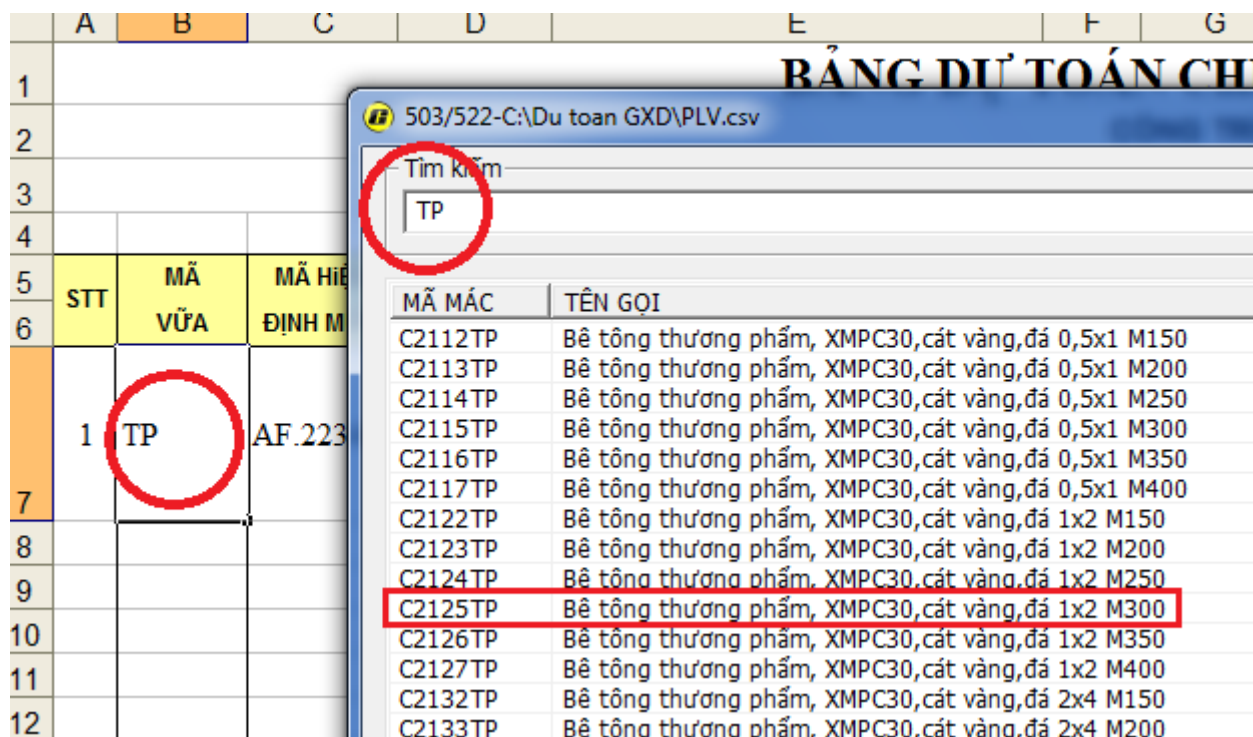 A B C D E F G
1 BẢNG DỰ TOÁN CH
503/522-C:\Du toan GXD\PLV.csv
2
Tìm kiếm
3
TP
4
5 STT MÃ MÃ HiỆ
MÃ MÁC TÊN GỌI
6 VỮA ĐỊNH M
C2112TP Bê tông thương phẩm, XMPC30,cát vàng,đá 0,5x1 M150
C2113TP Bê tông thương phẩm, XMPC30,cát vàng,đá 0,5x1 M200
C2114TP Bê tông thương phẩm, XMPC30,cát vàng,đá 0,5x1 M250
1 TP AF.223 C2115TP Bê tông thương phẩm, XMPC30,cát vàng,đá 0,5x1 M300
C2116TP Bê tông thương phẩm, XMPC30,cát vàng,đá 0,5x1 M350
7 C2117TP Bê tông thương phẩm, XMPC30,cát vàng,đá 0,5x1 M400
C2122TP Bê tông thương phẩm, XMPC30,cát vàng,đá 1x2 M150
8 C2123TP Bê tông thương phẩm, XMPC30,cát vàng,đá 1x2 M200
9 C2124TP Bê tông thương phẩm, XMPC30,cát vàng,đá 1x2 M250
C2125TP Bê tông thương phẩm, XMPC30,cát vàng,đá 1x2 M300
10 C2126TP Bê tông thương phẩm, XMPC30,cát vàng,đá 1x2 M350
11 C2127TP Bê tông thương phẩm, XMPC30,cát vàng,đá 1x2 M400
C2132TP Bê tông thương phẩm, XMPC30,cát vàng,đá 2x4 M150
12 C2133TP Bê tông thương phẩm, XMPC30,cát vàng,đá 2x4 M200